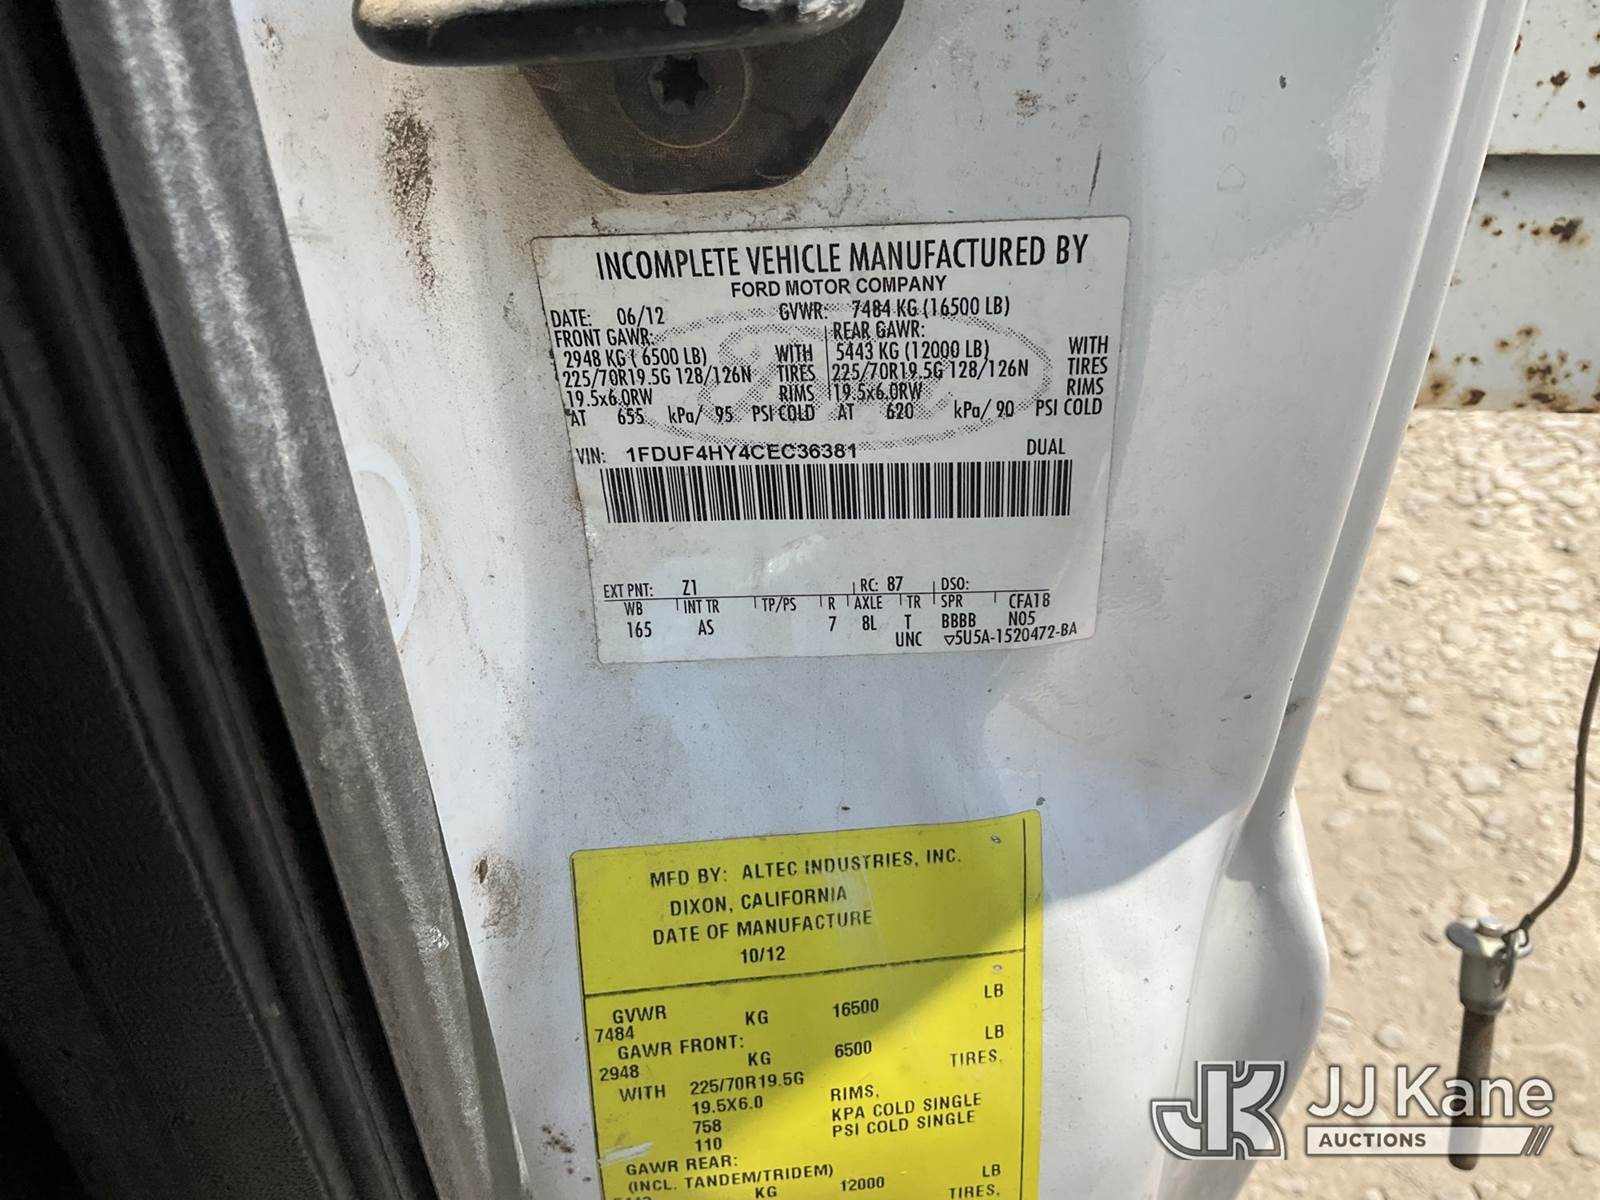 INCOMPLETE VEHICLE MANUFACTURED BY
FORD MOTOR COMPANY
DATE: 06/12 GVWR: 7484 KG (16500 LB)
FRONT GAWR: REAR GAWR:
2948 KG ( 6500 LB) WITH 5443 KG (12000 LB) WITH
225/70R19.5G 128/126N TIRES 225/70R19.5G 128/126N TIRES
19.5x6.0RW RIMS 19.5x6.0RW RIMS
AT 655 kPa/ 95 PSI COLD AT 620 kPa/ 90 PSI COLD
VIN: 1FDUF4HY4CEC36381 DUAL
EXT PNT: Z1 RC: 87 DSO:
WB INT TR TP/PS R AXLE TR SPR CFA18
165 AS 7 8L T BBBB N05
UNC ▽5U5A-1520472-BA
MFD BY: ALTEC INDUSTRIES, INC.
DIXON, CALIFORNIA
DATE OF MANUFACTURE
10/12
GVWR KG 16500 LB
7484
GAWR FRONT: KG 6500 LB
2948 TIRES,
WITH 225/70R19.5G RIMS,
19.5X6.0 KPA COLD SINGLE
758 PSI COLD SINGLE
110
GAWR REAR:
(INCL. TANDEM/TRIDEM) LB
KG 12000 TIRES,
JK JJ Kane
AUCTIONS